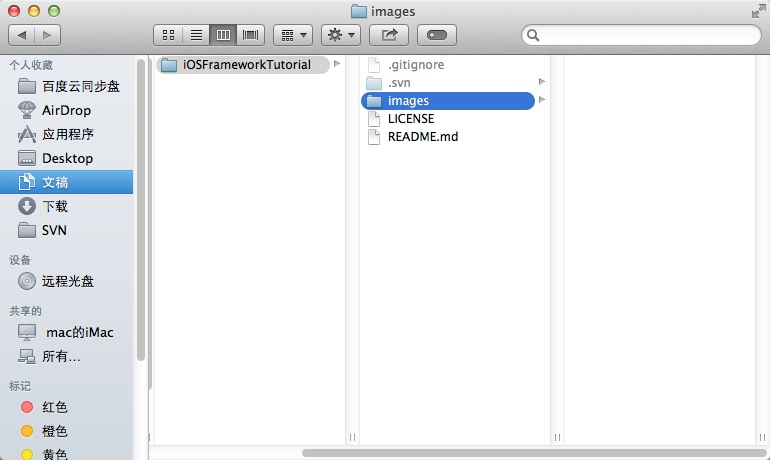 images
个人收藏
百度云同步盘
AirDrop
应用程序
Desktop
文稿
下载
SVN
设备
远程光盘
共享的
mac的iMac
所有...
标记
红色
橙色
黄色
iOSFrameworkTutorial
.gitignore
.svn
images
LICENSE
README.md